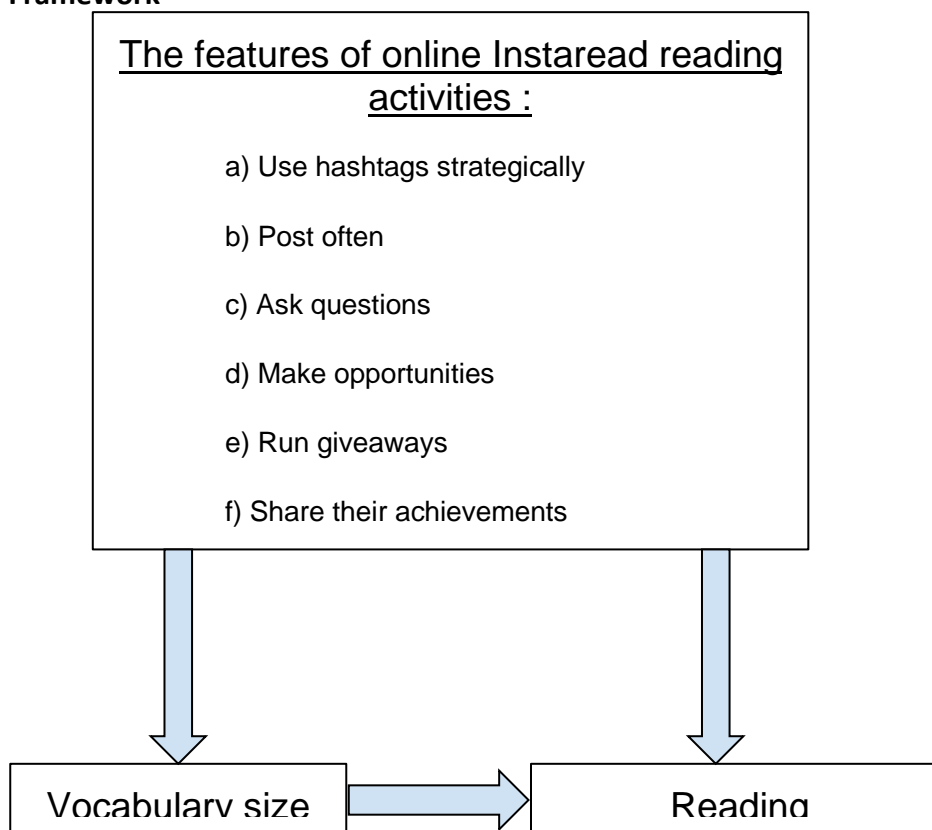 Framework
The features of online Instaread reading
activities :
a) Use hashtags strategically
b) Post often
c) Ask questions
d) Make opportunities
e) Run giveaways
f) Share their achievements
Vocabulary size
Reading